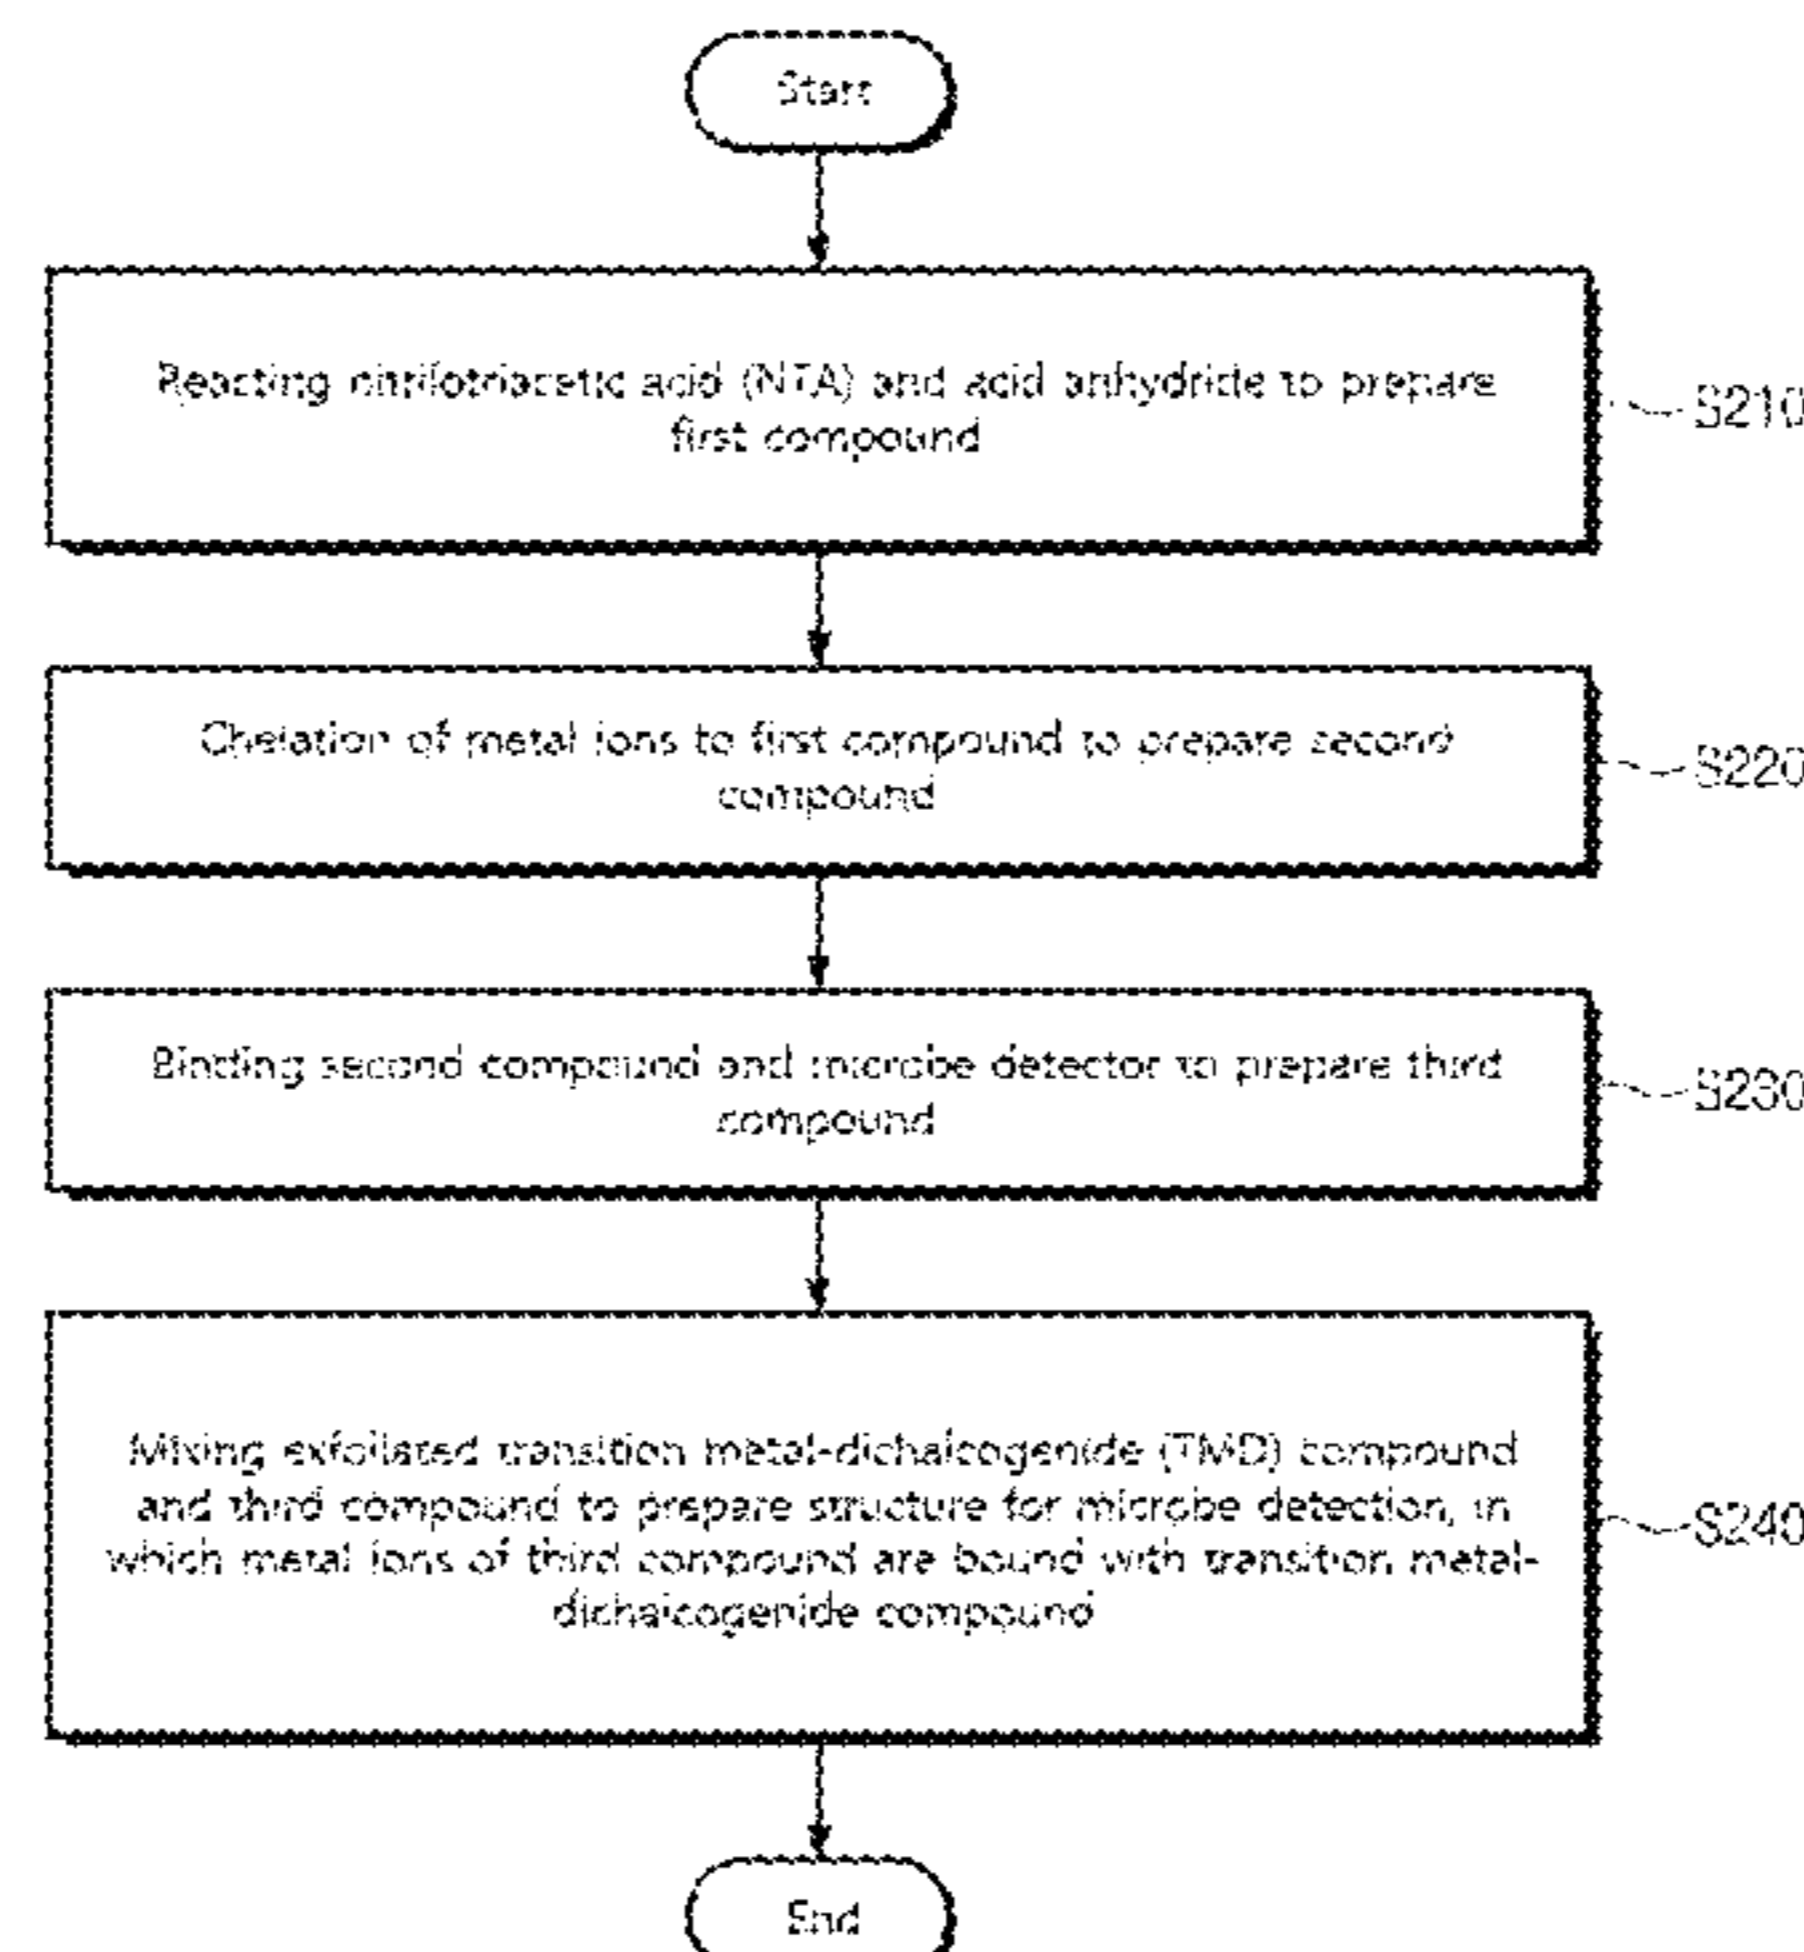 Start
Reacting nitrilotriacetic acid (NTA) and acid anhydride to prepare
first compound
S210
Chelation of metal ions to first compound to prepare second
compound
S220
Binding second compound and microbe detector to prepare third
compound
S230
Mixing exfoliated transition metal-dichalcogenide (TMD) compound
and third compound to prepare structure for microbe detection, in
which metal ions of third compound are bound with transition metal-
dichalcogenide compound
S240
End